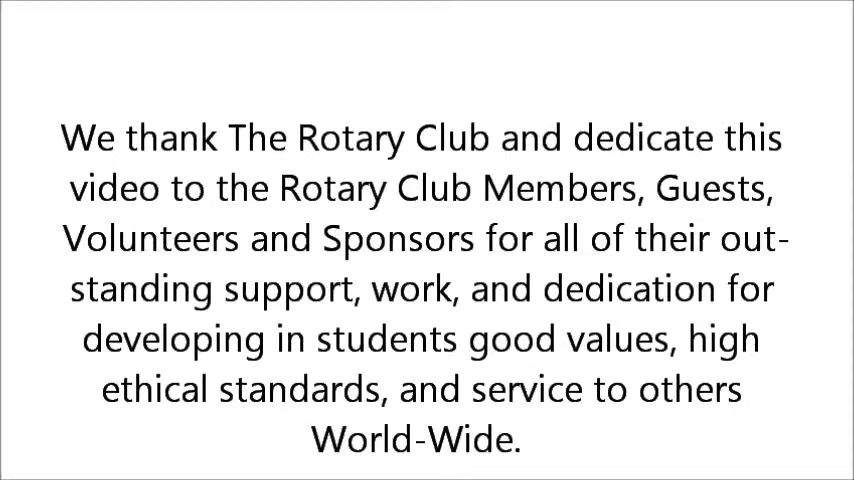 We thank The Rotary Club and dedicate this
video to the Rotary Club Members, Guests,
Volunteers and Sponsors for all of their out-
standing support, work, and dedication for
developing in students good values, high
ethical standards, and service to others
World-Wide.